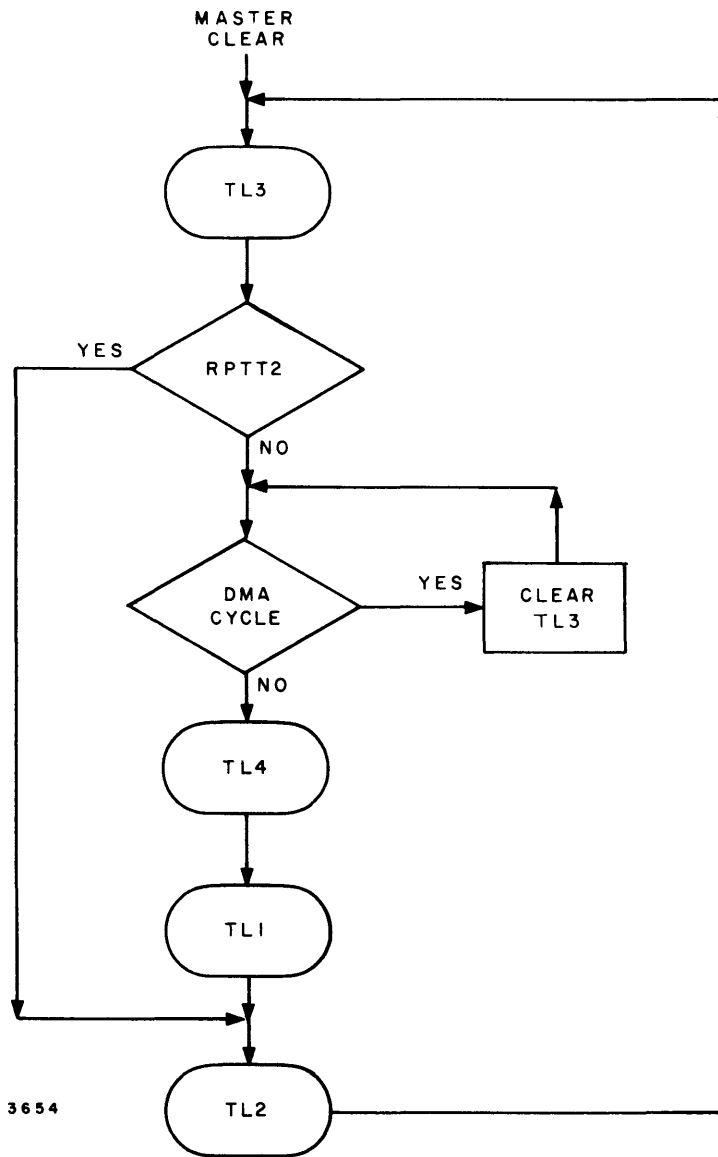 MASTER
CLEAR
TL3
YES
RPTT2
NO
DMA
CYCLE
YES
CLEAR
TL3
NO
TL4
TL1
TL2
3654